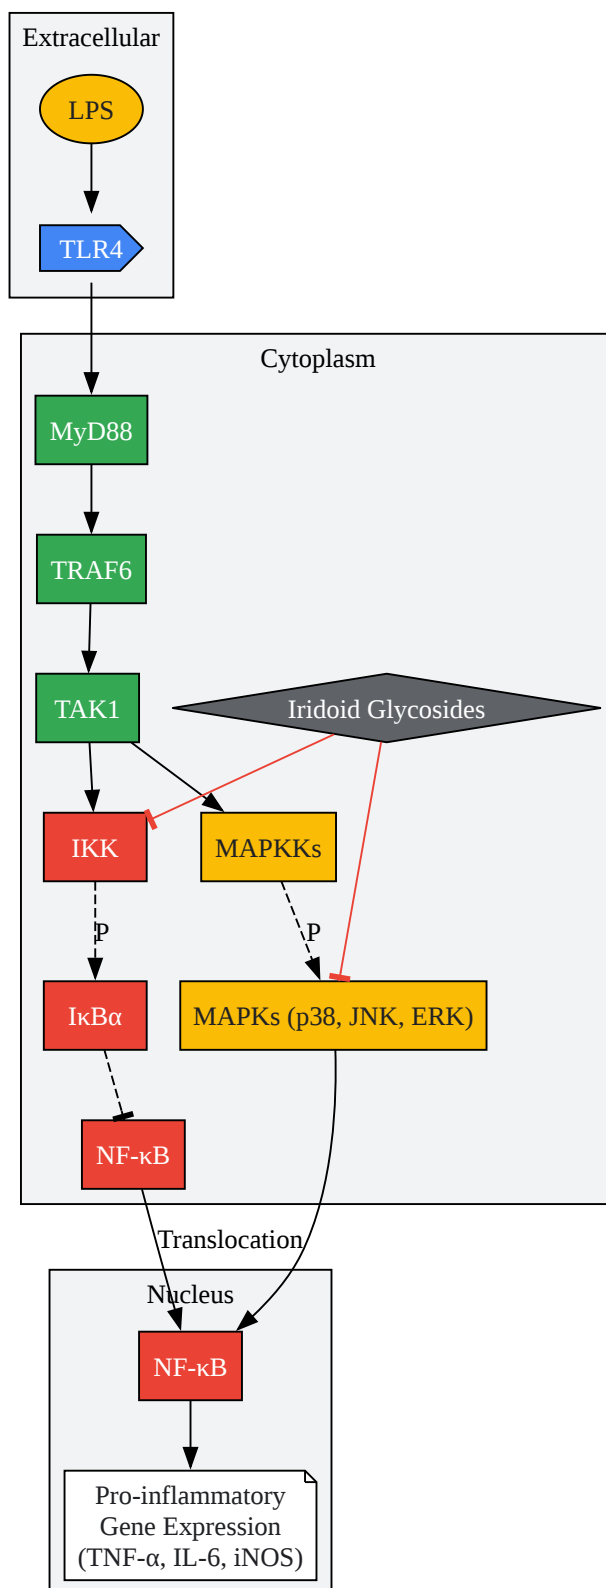 Extracellular
LPS
TLR4
Cytoplasm
MyD88
TRAF6
TAK1
Iridoid Glycosides
IKK
MAPKKs
P
P
IκBα
MAPKs (p38, JNK, ERK)
NF-κB
Translocation
Nucleus
NF-κB
Pro-inflammatory
Gene Expression
(TNF-α, IL-6, iNOS)